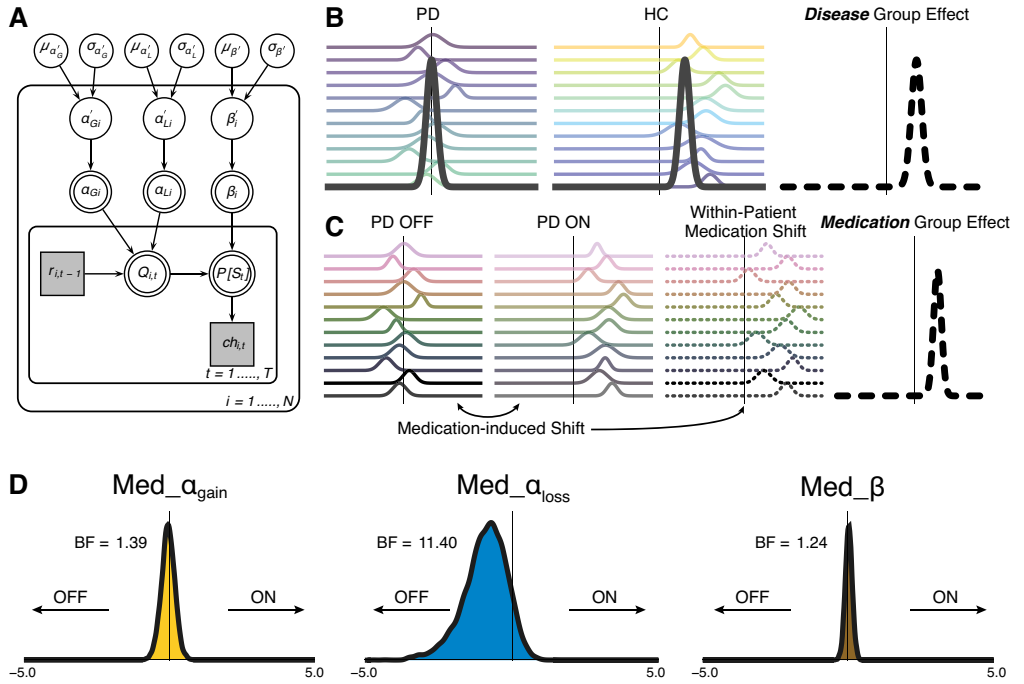 A
μα'G σα'G μα'L σα'L μβ' σβ'
α'Gi α'Li β'i
αGi αLi βi
ri,t−1 Qi,t P[St]
chi,t
t = 1 ....., T
i = 1 ....., N
B
PD HC Disease Group Effect
C
PD OFF PD ON Within-Patient
Medication Shift
Medication Group Effect
Medication-induced Shift
D
Med_αgain Med_αloss Med_β
BF = 1.39 BF = 11.40 BF = 1.24
OFF ON OFF ON OFF ON
−5.0 5.0 −5.0 5.0 −5.0 5.0